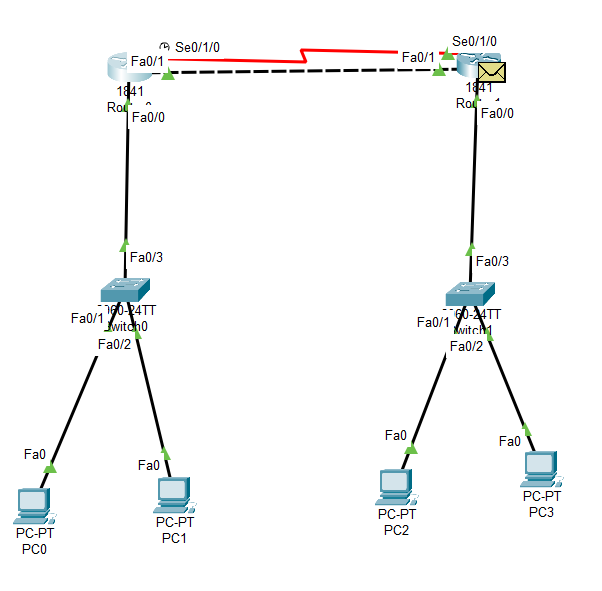 Se0/1/0
Se0/1/0
Fa0/1
Fa0/1
1841
1841
Fa0/0
Fa0/0
Fa0/3
Fa0/3
Fa0/1
Fa0/1
Fa0/2
Fa0/2
Fa0
Fa0
Fa0
Fa0
PC-PT
PC0
PC-PT
PC1
PC-PT
PC2
PC-PT
PC3